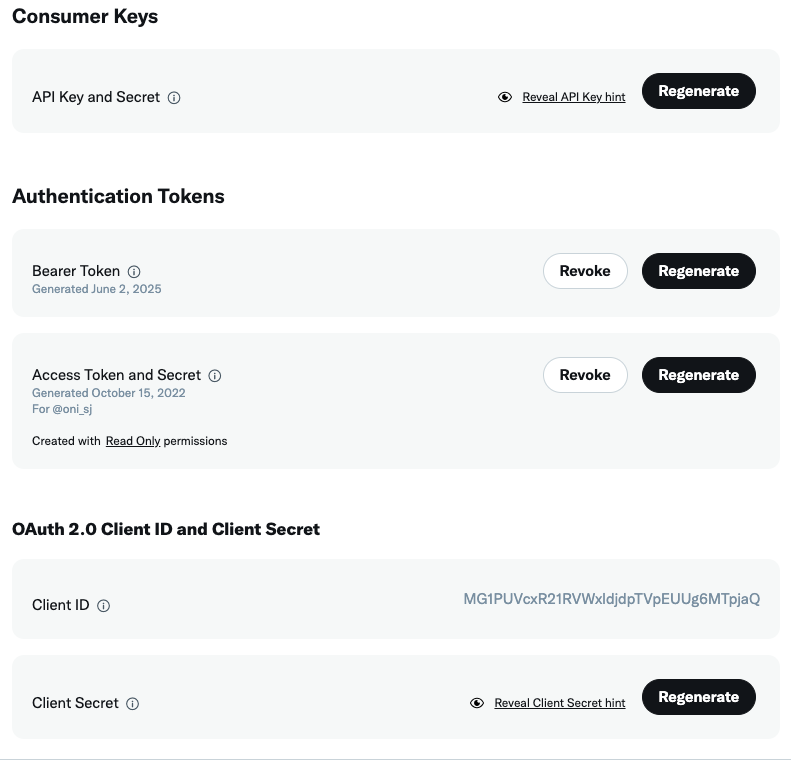 Consumer Keys
API Key and Secret
Reveal API Key hint
Regenerate
Authentication Tokens
Bearer Token
Generated June 2, 2025
Revoke
Regenerate
Access Token and Secret
Generated October 15, 2022
For @oni_sj
Created with Read Only permissions
Revoke
Regenerate
OAuth 2.0 Client ID and Client Secret
Client ID
MG1PUVcxR21RVWxIdjdpTVpEUUg6MTpjaQ
Client Secret
Reveal Client Secret hint
Regenerate